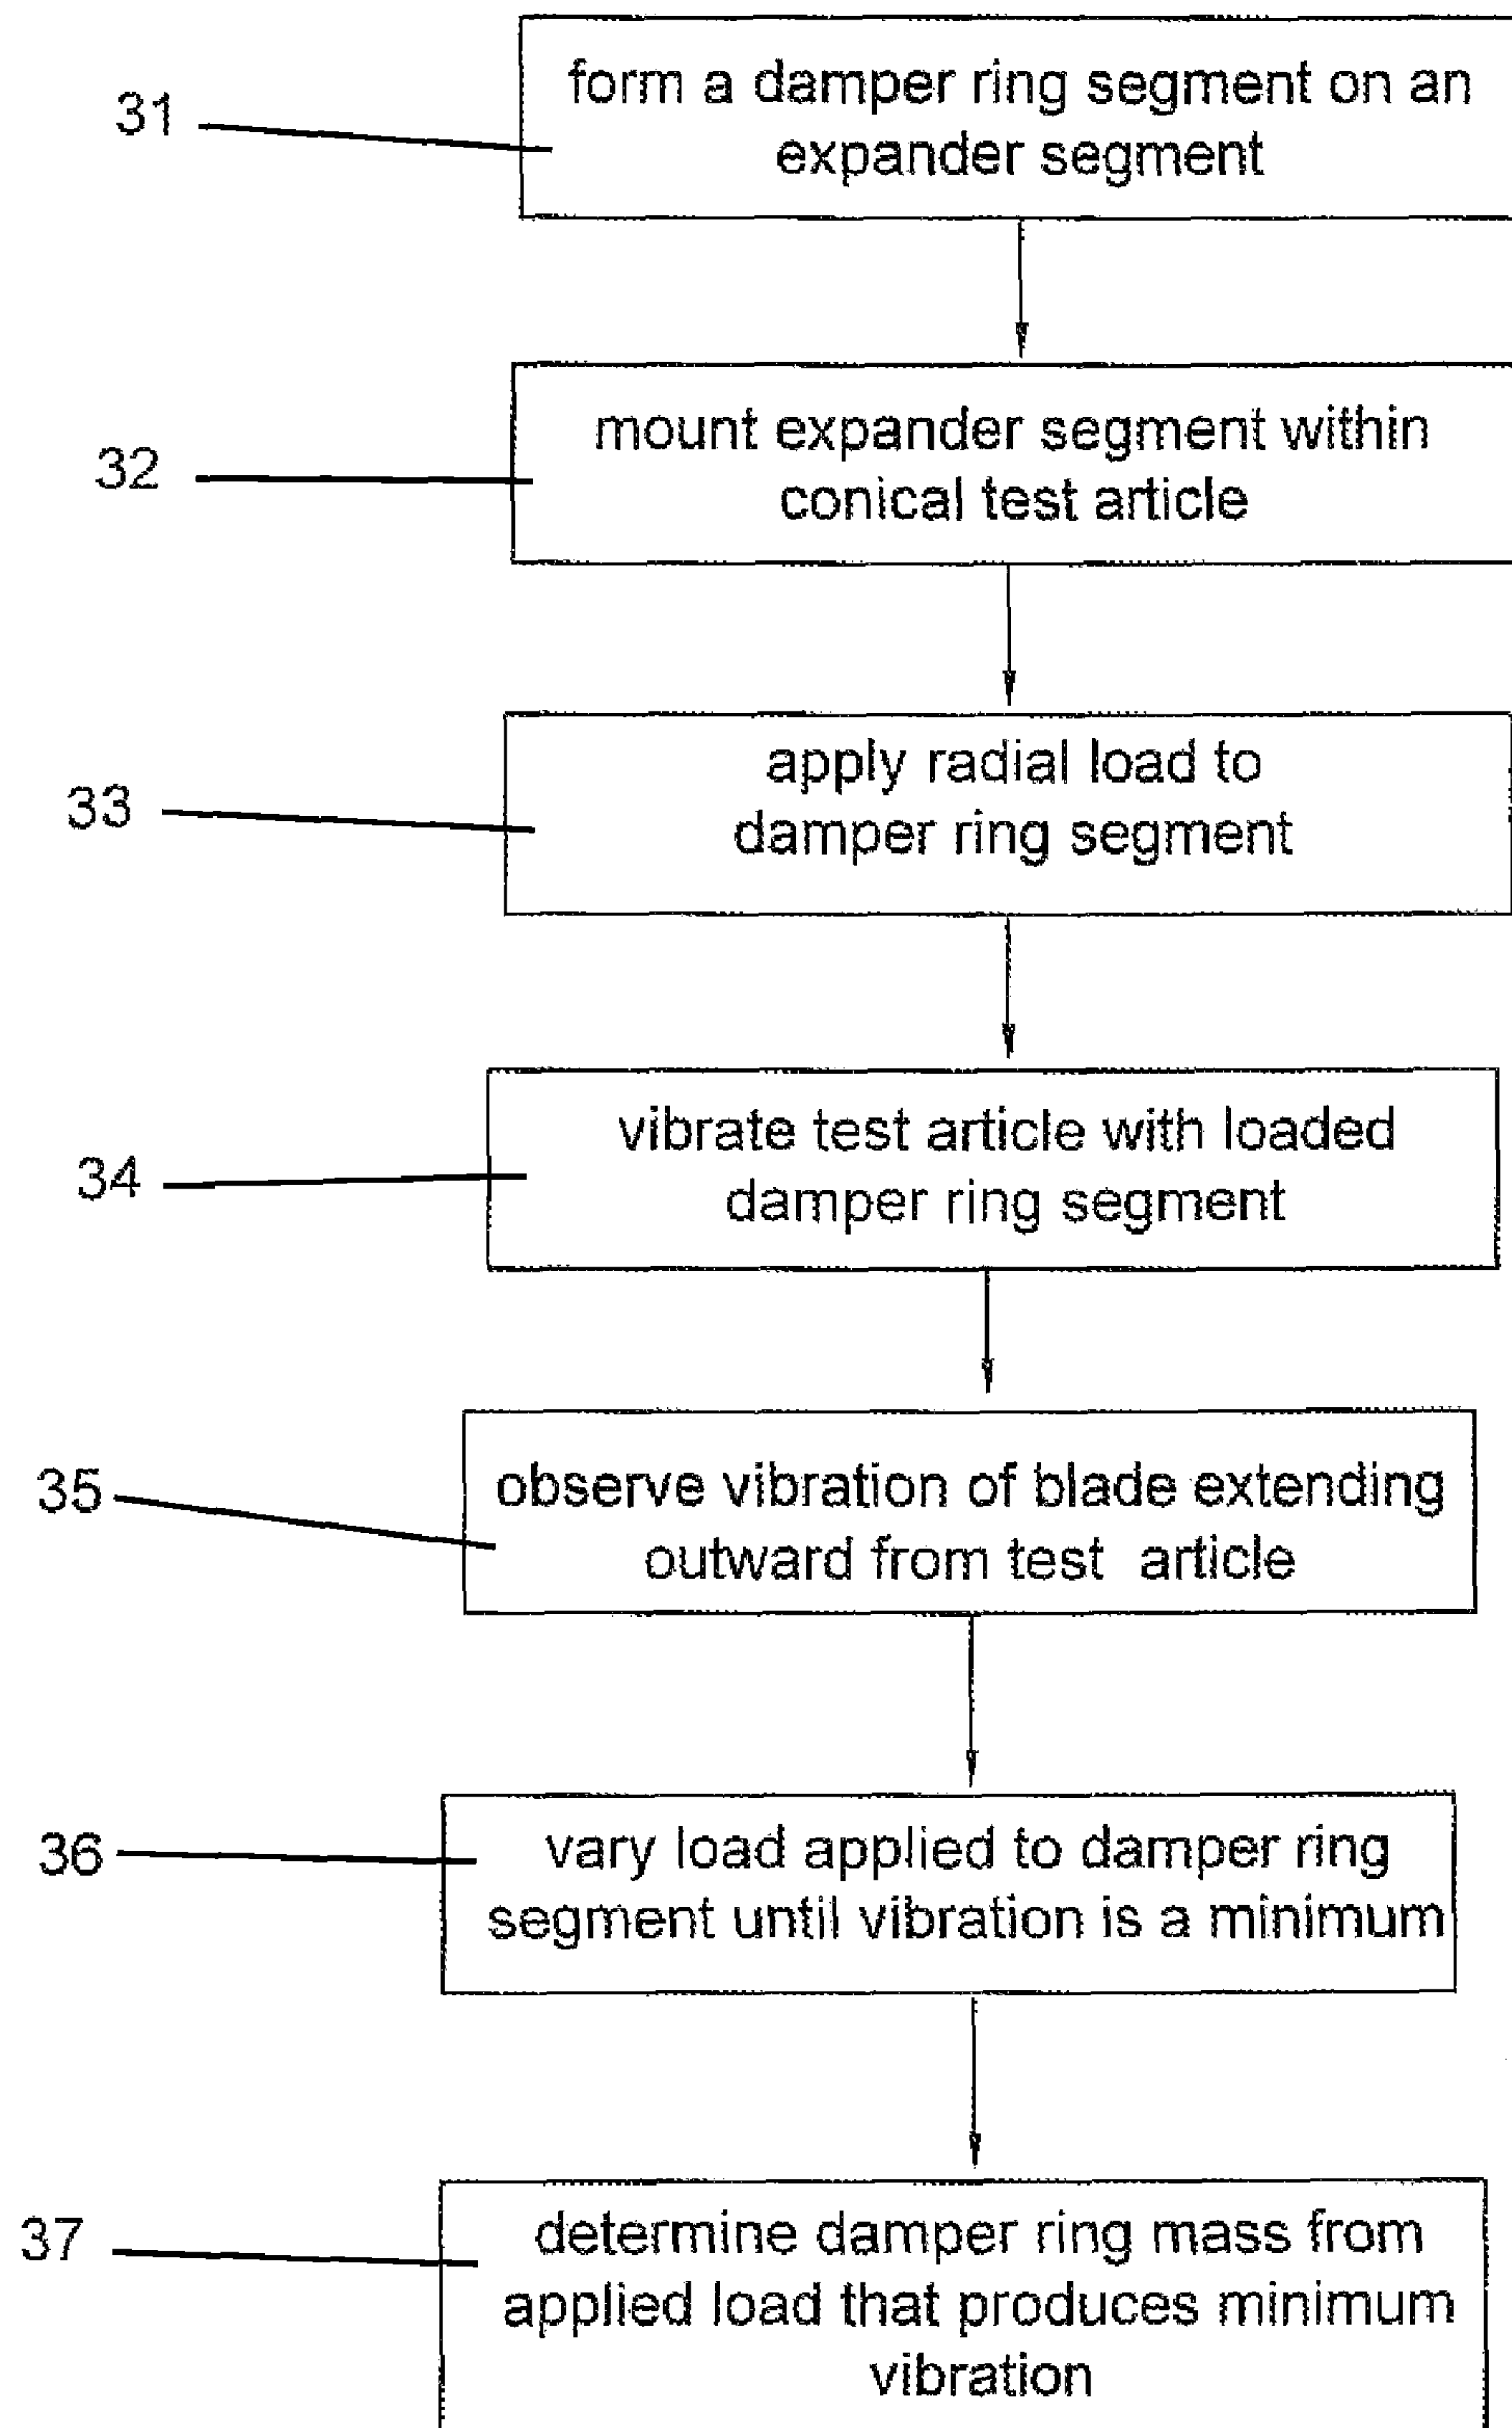 31
form a damper ring segment on an
expander segment
32
mount expander segment within
conical test article
33
apply radial load to
damper ring segment
34
vibrate test article with loaded
damper ring segment
35
observe vibration of blade extending
outward from test article
36
vary load applied to damper ring
segment until vibration is a minimum
37
determine damper ring mass from
applied load that produces minimum
vibration